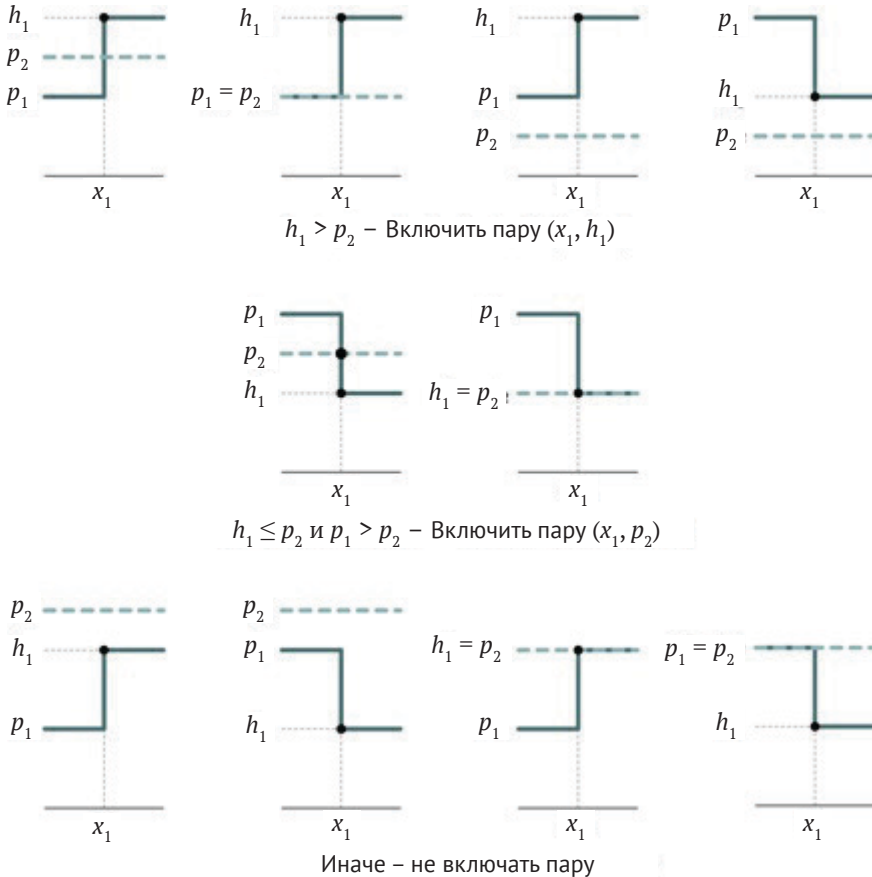 h₁ h₁ h₁ p₁
p₂
p₁ p₁ = p₂ p₁ h₁
p₂ p₂
x₁ x₁ x₁ x₁
h₁ > p₂ – Включить пару (x₁, h₁)
p₁ p₁
p₂
h₁ h₁ = p₂
x₁ x₁
h₁ ≤ p₂ и p₁ > p₂ – Включить пару (x₁, p₂)
p₂ p₂
h₁ p₁ h₁ = p₂ p₁ = p₂
p₁ h₁ p₁ h₁
x₁ x₁ x₁ x₁
Иначе – не включать пару